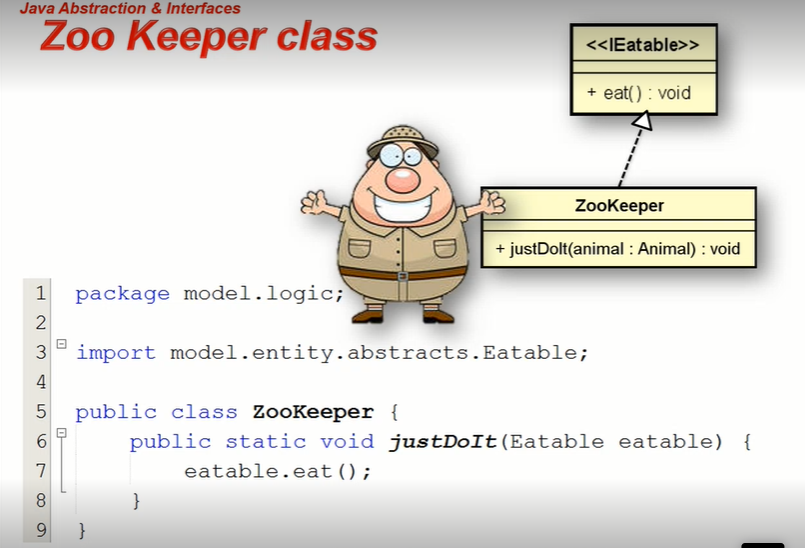 Java Abstraction & Interfaces
Zoo Keeper class
<<IEatable>>
+ eat() : void
ZooKeeper
+ justDoIt(animal : Animal) : void
1 package model.logic;
2
3 import model.entity.abstracts.Eatable;
4
5 public class ZooKeeper {
6 public static void justDoIt(Eatable eatable) {
7 eatable.eat();
8 }
9 }